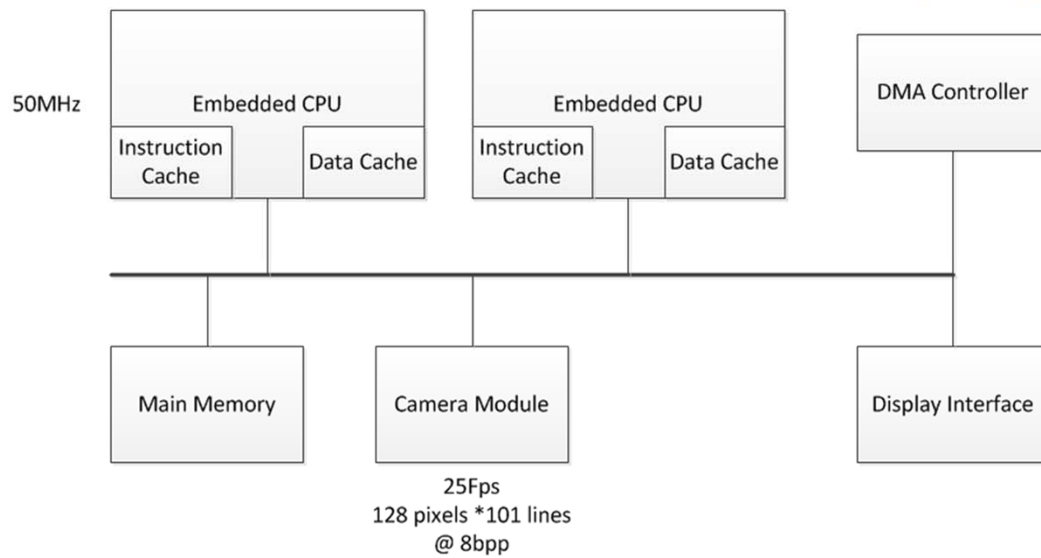 50MHz
Embedded CPU
Instruction
Cache
Data Cache
Embedded CPU
Instruction
Cache
Data Cache
DMA Controller
Main Memory
Camera Module
Display Interface
25Fps
128 pixels *101 lines
@ 8bpp